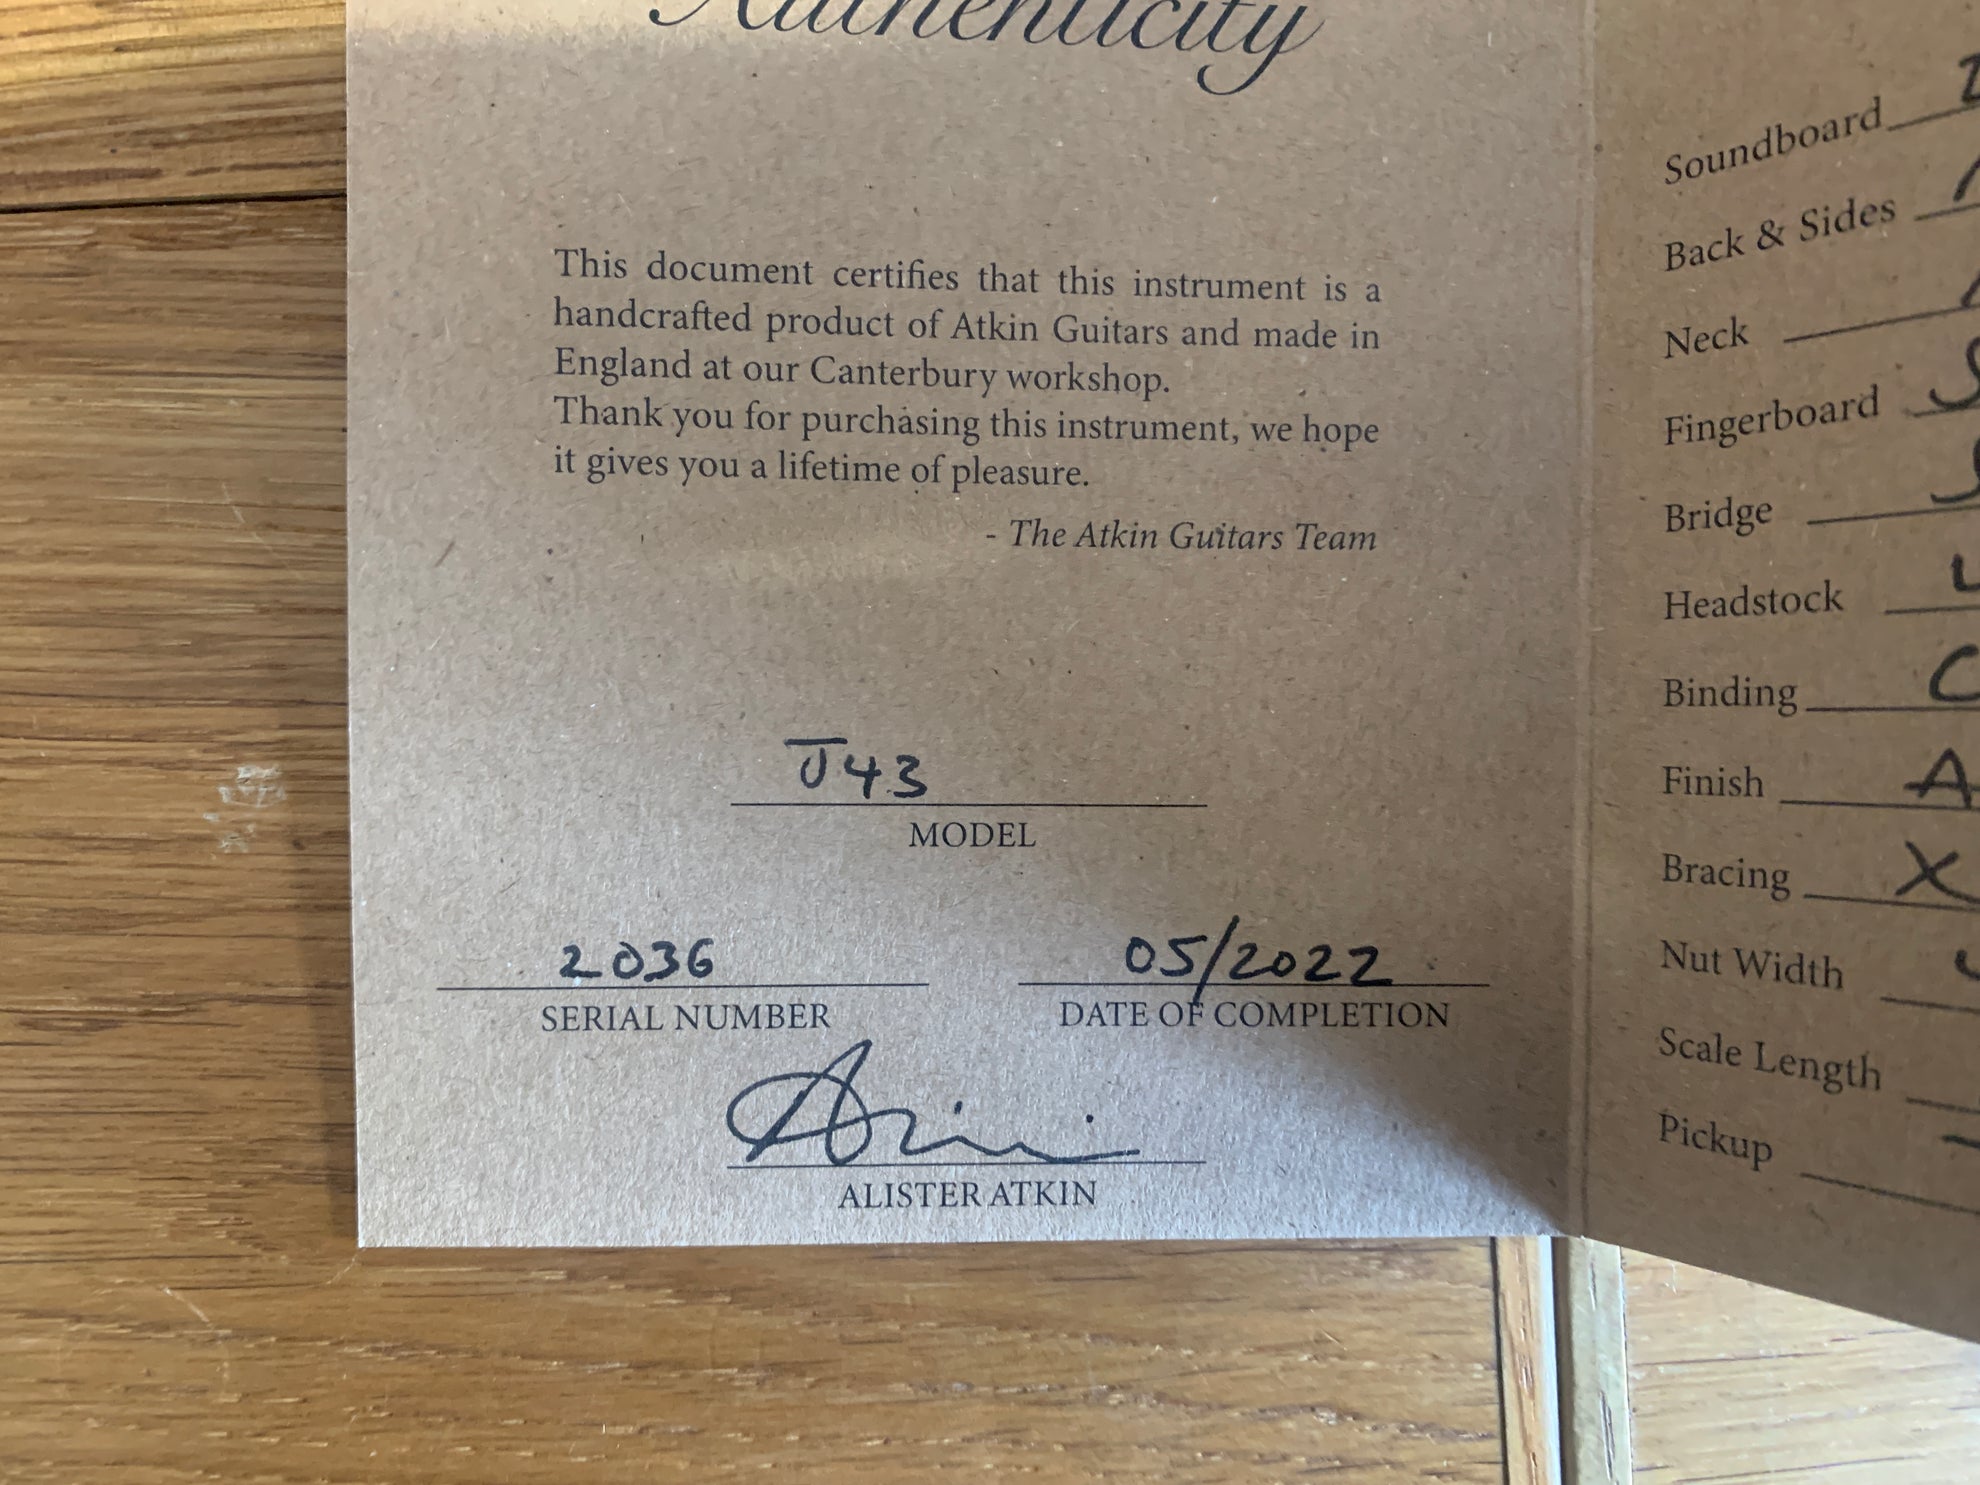 Authenticity
This document certifies that this instrument is a
handcrafted product of Atkin Guitars and made in
England at our Canterbury workshop.
Thank you for purchasing this instrument, we hope
it gives you a lifetime of pleasure.
- The Atkin Guitars Team
J43
MODEL
2036
SERIAL NUMBER
05/2022
DATE OF COMPLETION
ALISTER ATKIN
Soundboard
Back & Sides
Neck
Fingerboard
Bridge
Headstock
Binding
Finish
Bracing
Nut Width
Scale Length
Pickup